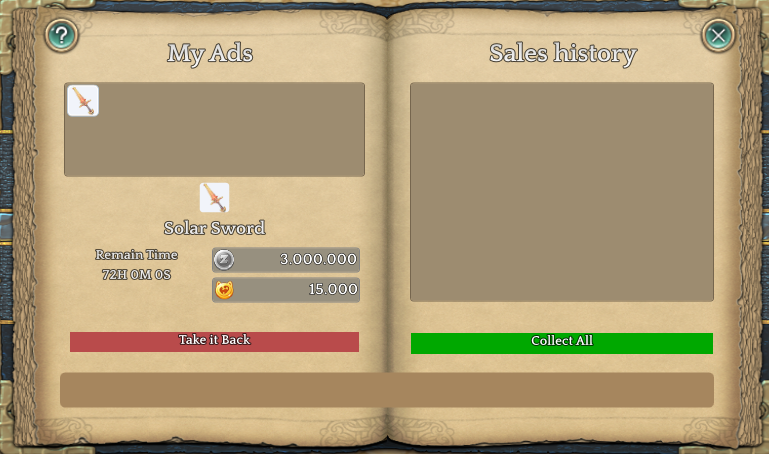 ?
My Ads
Sales history
Solar Sword
Remain Time
72H 0M 0S
3.000.000
15.000
Take it Back
Collect All